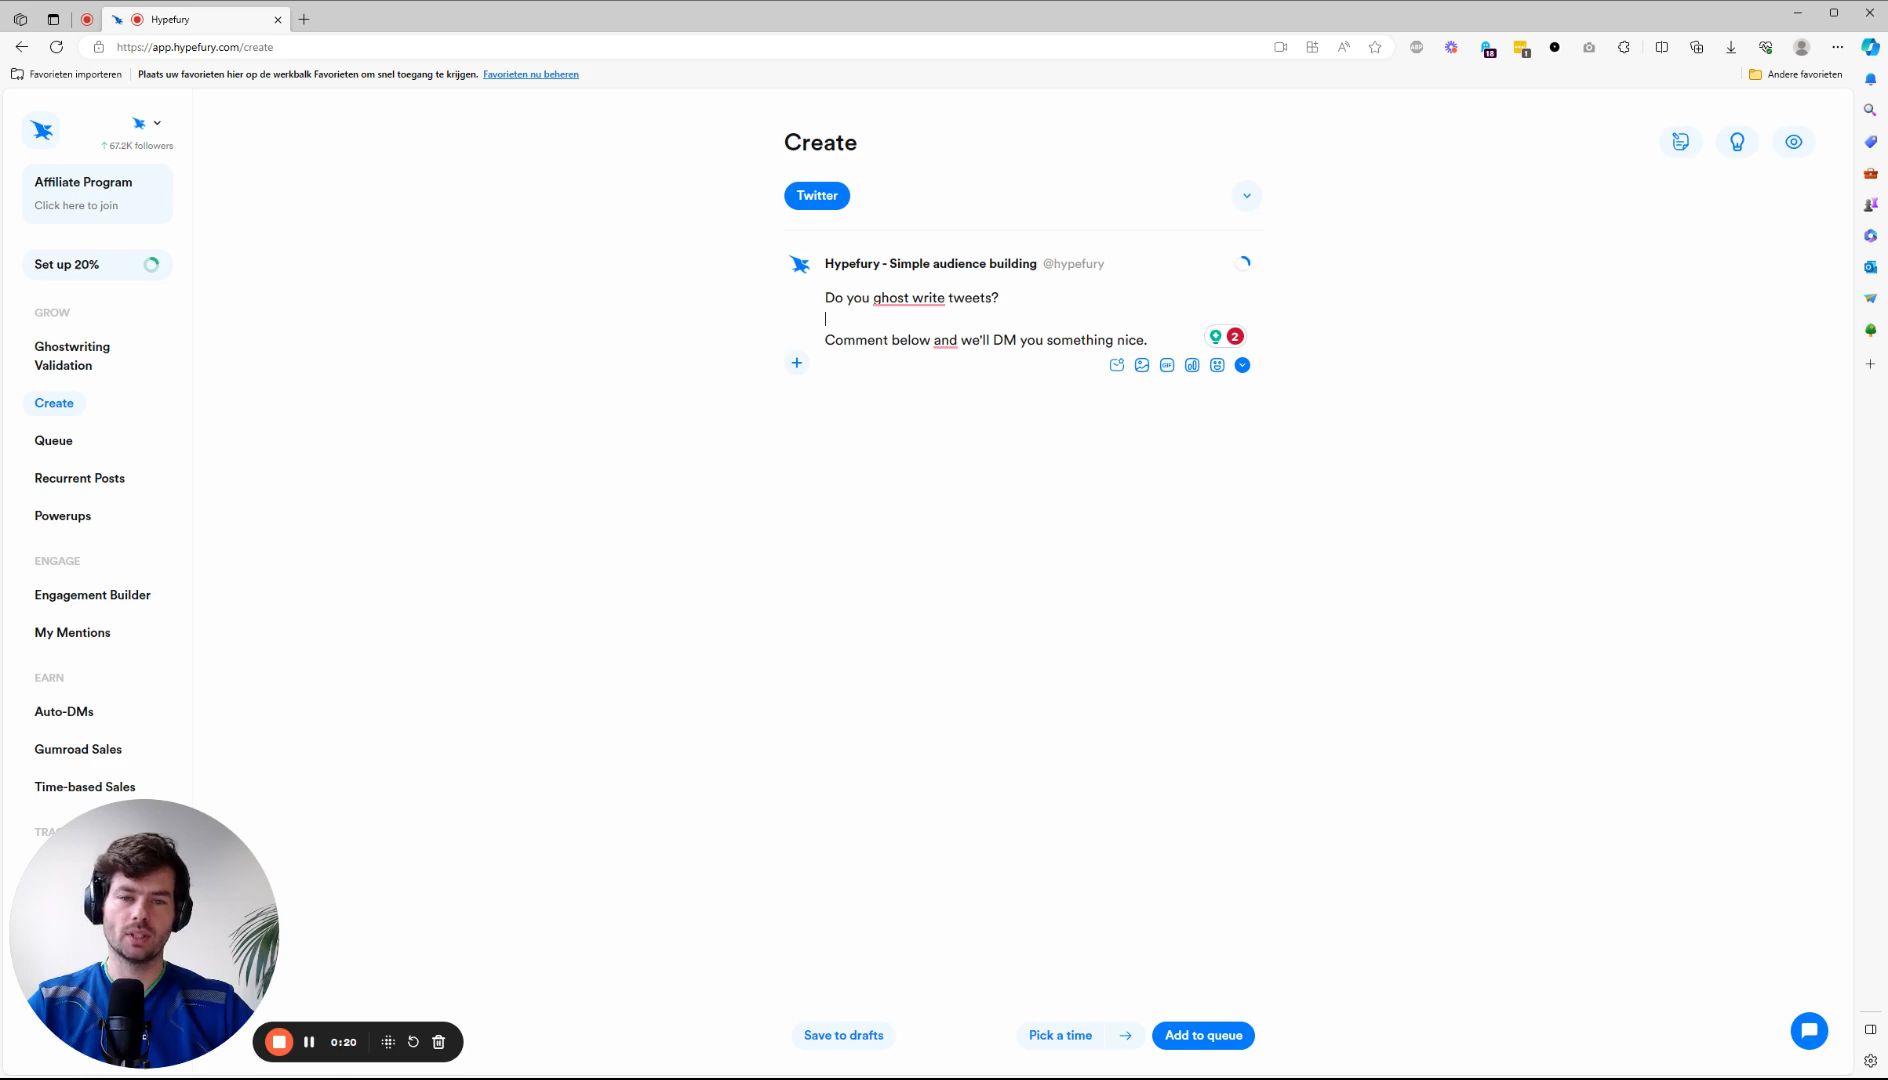 Hypefury
https://app.hypefury.com/create
18
1
ABP
Favorieten importeren
Plaats uw favorieten hier op de werkbalk Favorieten om snel toegang te krijgen. Favorieten nu beheren
Andere favorieten
↑ 67.2K followers
Affiliate Program
Click here to join
Set up 20%
GROW
Ghostwriting
Validation
Create
Queue
Recurrent Posts
Powerups
ENGAGE
Engagement Builder
My Mentions
EARN
Auto-DMs
Gumroad Sales
Time-based Sales
Create
Twitter
Hypefury - Simple audience building @hypefury
Do you ghost write tweets?
Comment below and we'll DM you something nice.
2
GIF
0:20
Save to drafts
Pick a time
Add to queue